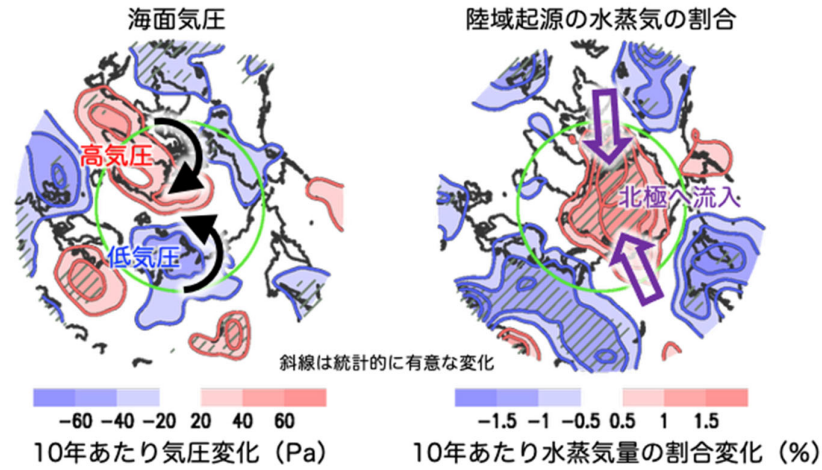 海面気圧
陸域起源の水蒸気の割合
高気圧
低気圧
北極へ流入
斜線は統計的に有意な変化
-60 -40 -20 20 40 60
-1.5 -1 -0.5 0.5 1 1.5
10年あたり気圧変化（Pa）
10年あたり水蒸気量の割合変化（%）